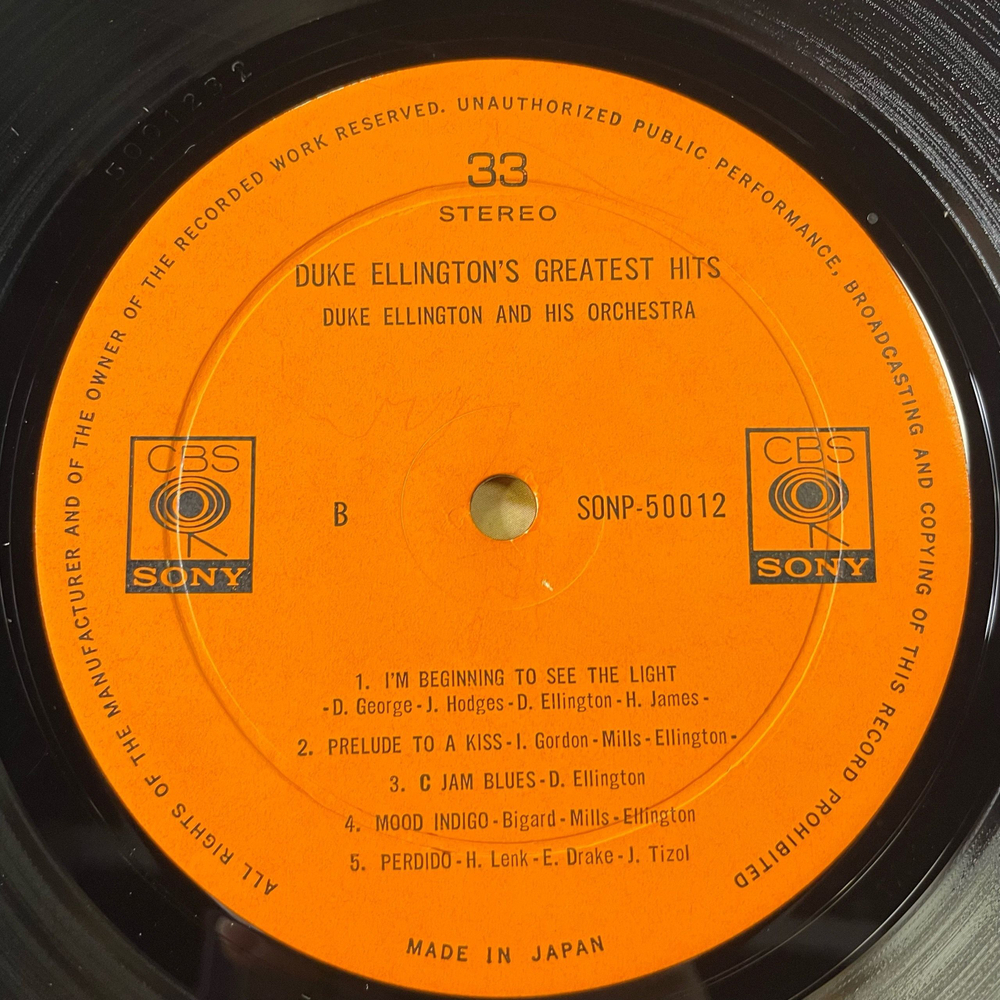 ALL RIGHTS OF THE MANUFACTURER AND OF THE OWNER OF THE RECORDED WORK RESERVED. UNAUTHORIZED PUBLIC PERFORMANCE, BROADCASTING AND COPYING OF THIS RECORD PROHIBITED
33
STEREO
DUKE ELLINGTON'S GREATEST HITS
DUKE ELLINGTON AND HIS ORCHESTRA
CBS
SONY
B
SONP-50012
CBS
SONY
1. I'M BEGINNING TO SEE THE LIGHT
-D. George-J. Hodges-D. Ellington-H. James-
2. PRELUDE TO A KISS-I. Gordon-Mills-Ellington-
3. C JAM BLUES-D. Ellington
4. MOOD INDIGO-Bigard-Mills-Ellington
5. PERDIDO-H. Lenk-E. Drake-J. Tizol
MADE IN JAPAN